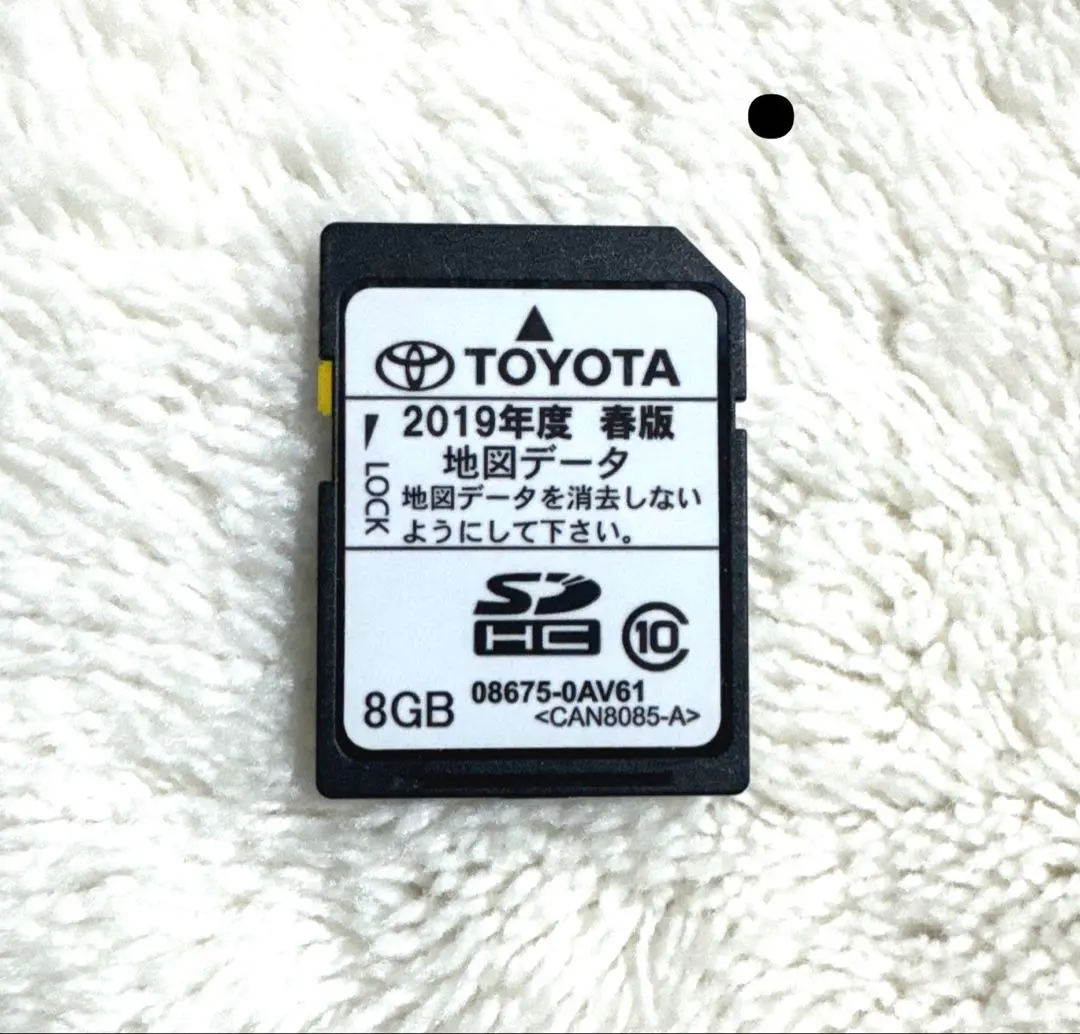 TOYOTA
2019年度 春版
地図データ
地図データを消去しない
ようにして下さい。
LOCK
SD
HC
10
8GB
08675-0AV61
<CAN8085-A>